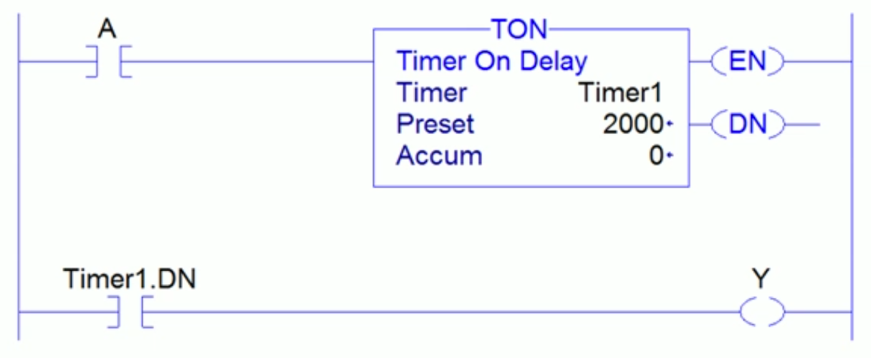 A
TON
Timer On Delay
EN
Timer Timer1
Preset 2000
DN
Accum 0
Timer1.DN
Y